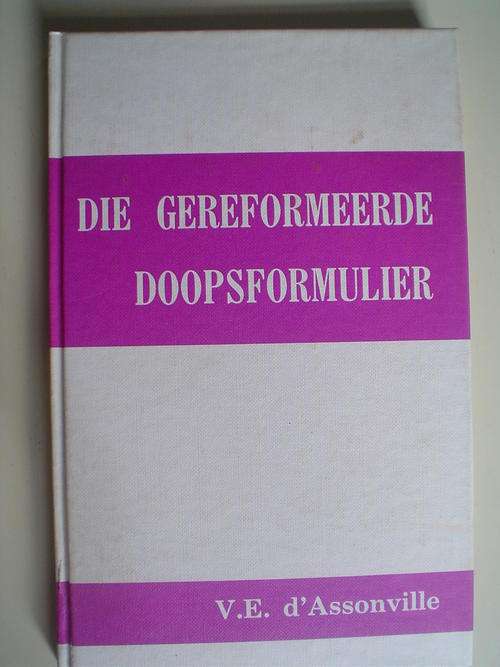 DIE GEREFORMEERDE
DOOPSFORMULIER
V.E. d'Assonville